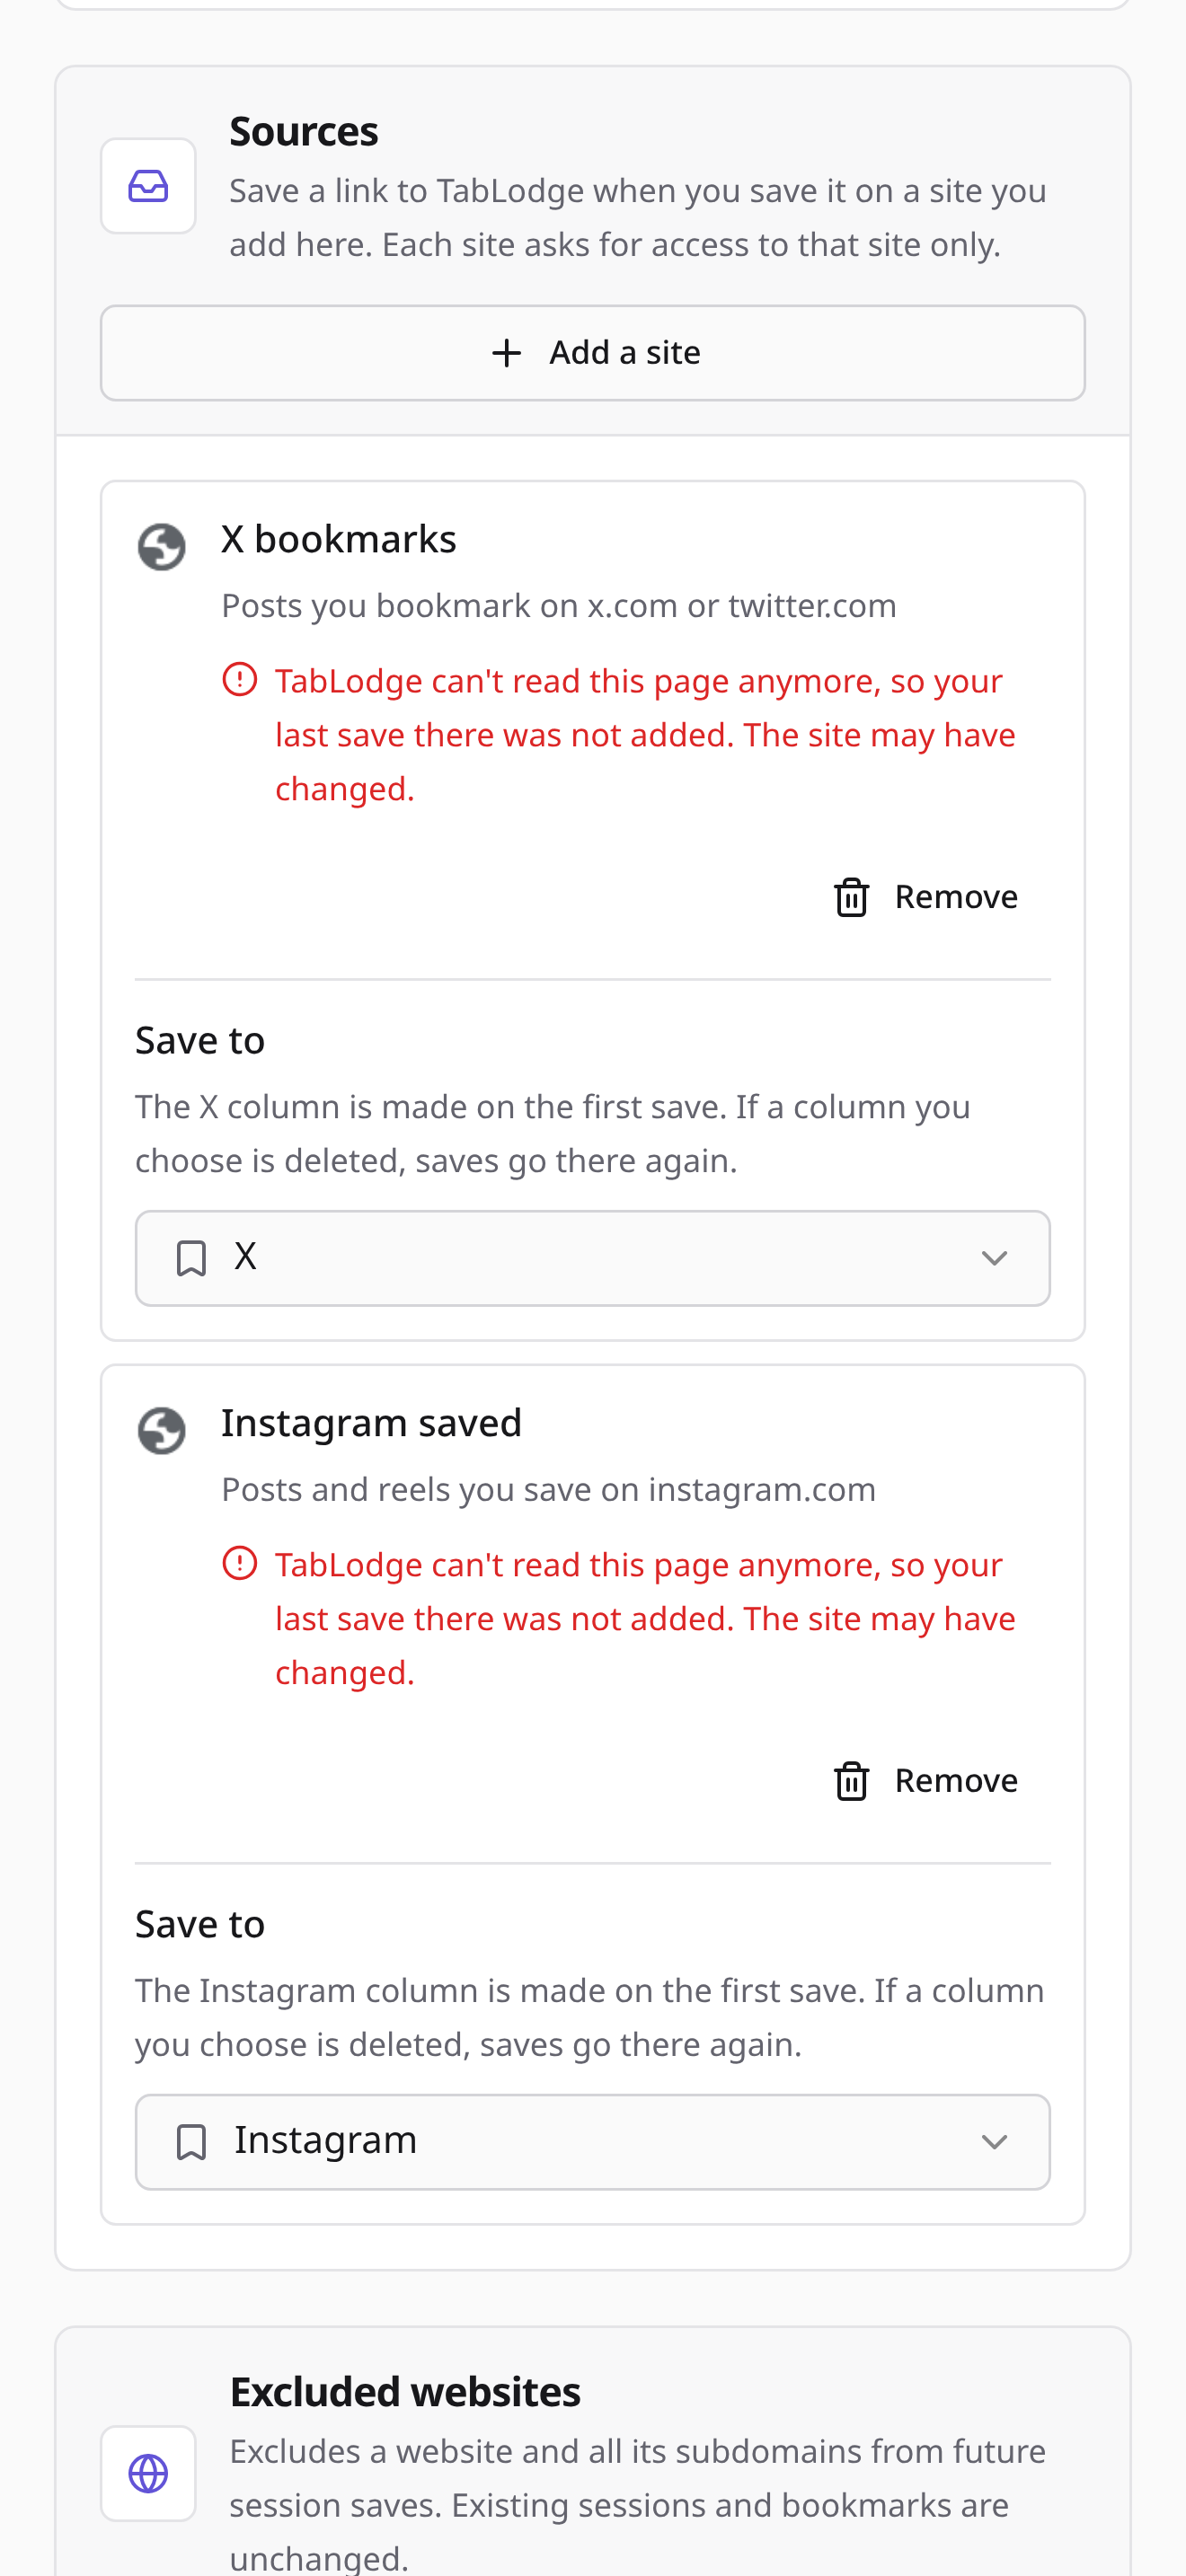 Sources
Save a link to TabLodge when you save it on a site you
add here. Each site asks for access to that site only.
Add a site
X bookmarks
Posts you bookmark on x.com or twitter.com
TabLodge can't read this page anymore, so your
last save there was not added. The site may have
changed.
Remove
Save to
The X column is made on the first save. If a column you
choose is deleted, saves go there again.
X
Instagram saved
Posts and reels you save on instagram.com
TabLodge can't read this page anymore, so your
last save there was not added. The site may have
changed.
Remove
Save to
The Instagram column is made on the first save. If a column
you choose is deleted, saves go there again.
Instagram
Excluded websites
Excludes a website and all its subdomains from future
session saves. Existing sessions and bookmarks are
unchanged.